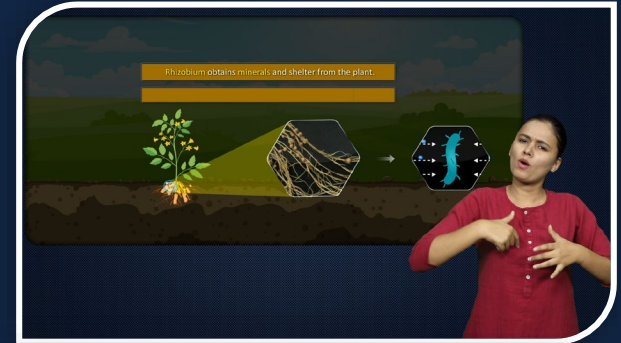 Rhizobium obtains minerals and shelter from the plant.